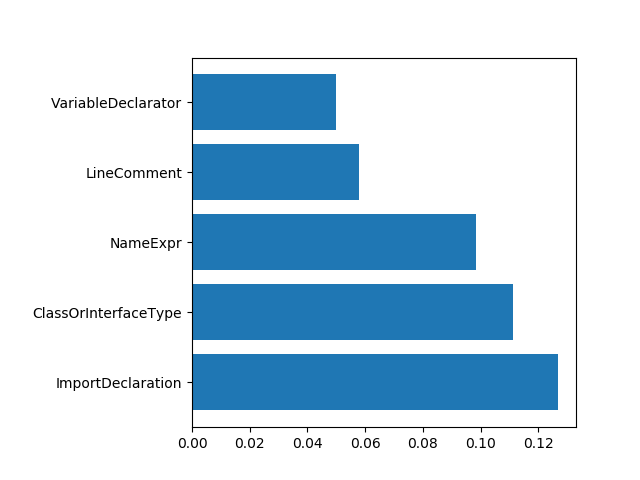 VariableDeclarator
LineComment
NameExpr
ClassOrInterfaceType
ImportDeclaration
0.00 0.02 0.04 0.06 0.08 0.10 0.12